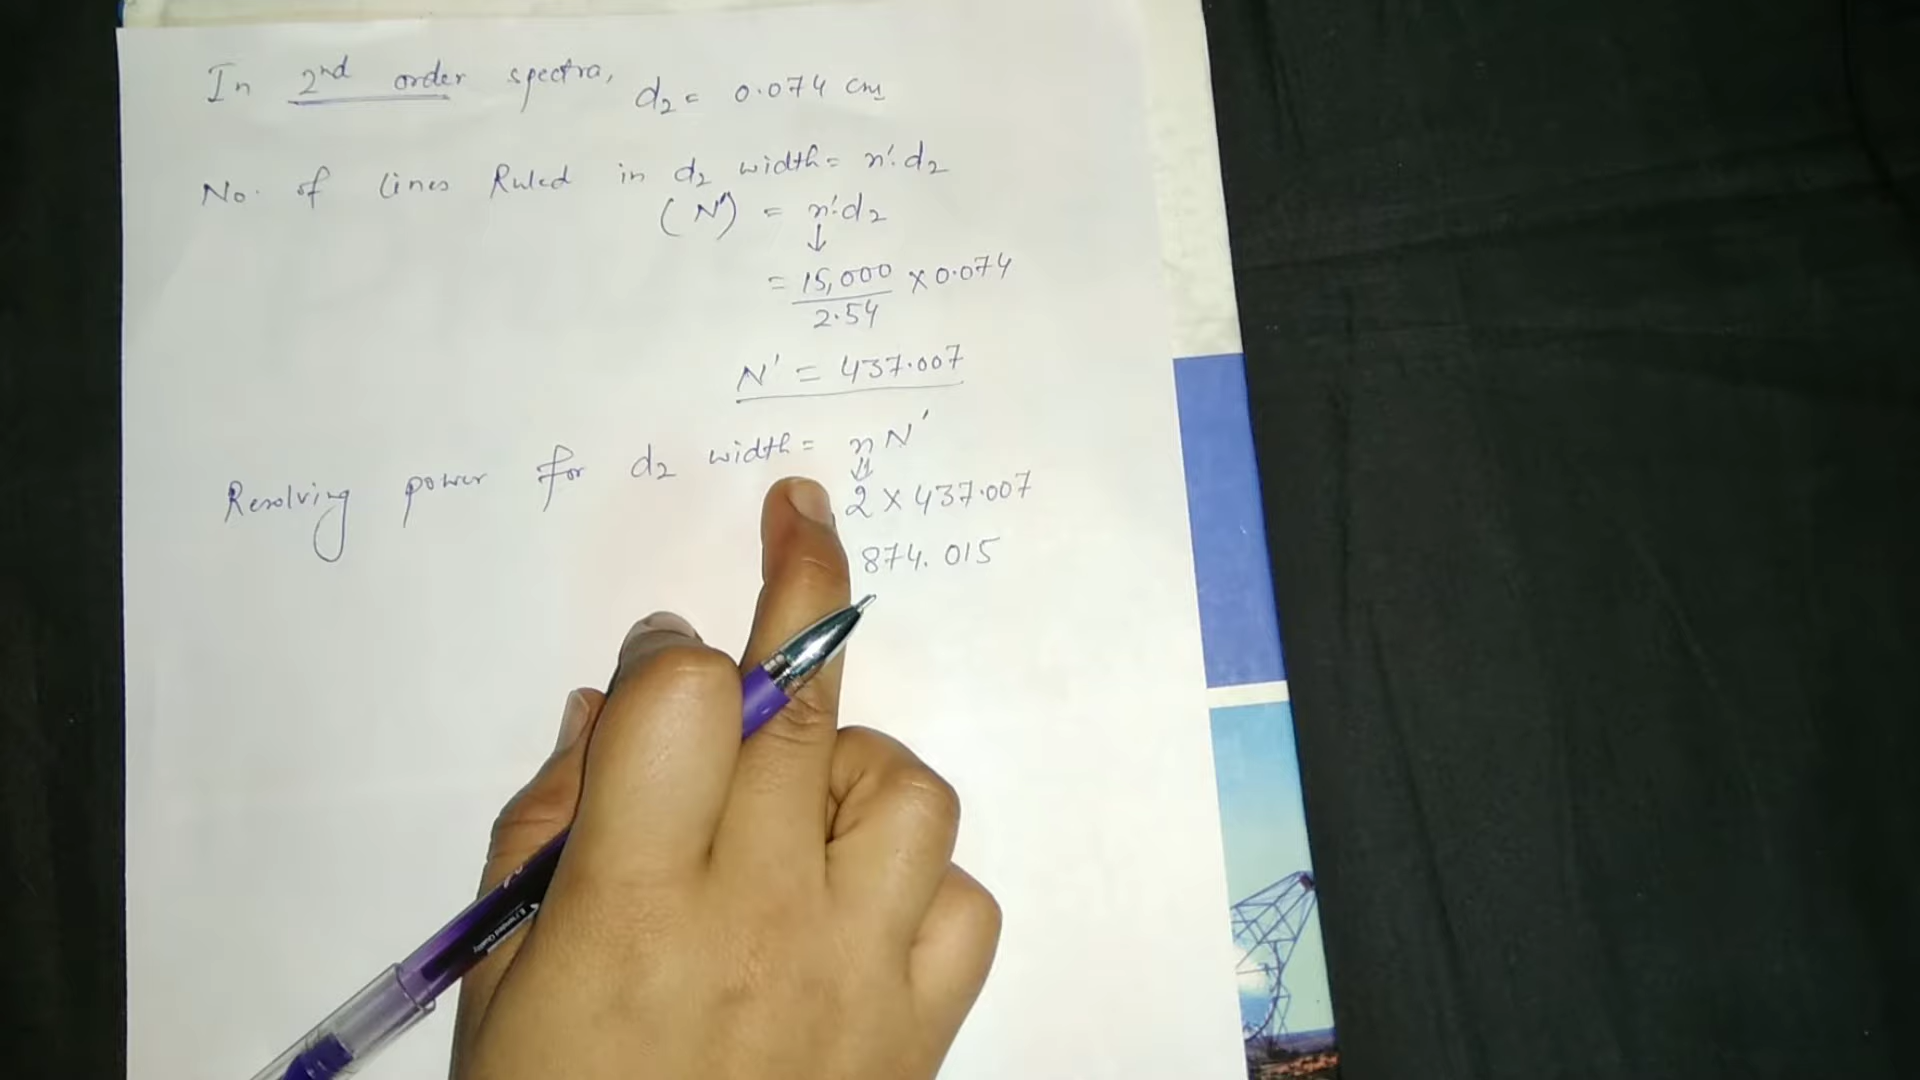 In 2nd order spectra, d2 = 0.074 cm
No. of lines Ruled in d2 width = n'.d2
(N') = n'.d2
↓
= 15,000 / 2.54 × 0.074
N' = 437.007
Resolving power for d2 width = nN'
⇓
2 × 437.007
874.015